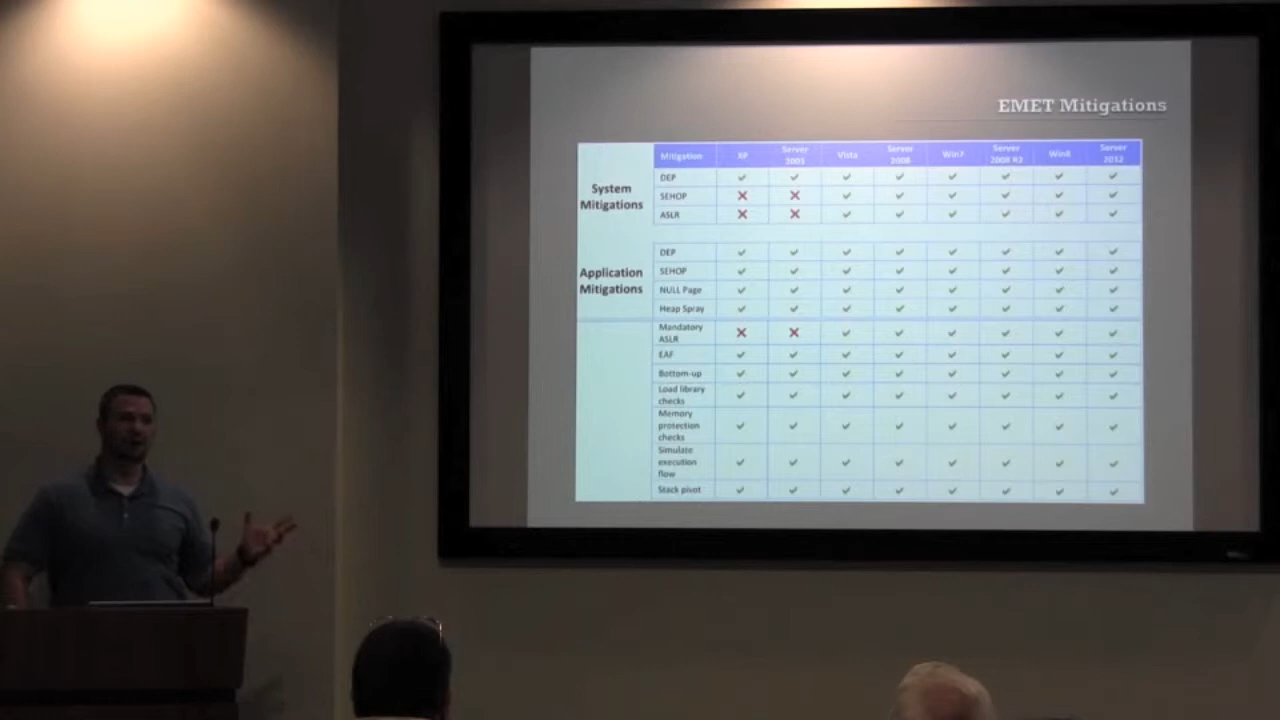 EMET Mitigations
Mitigation XP Server 2003 Vista Server 2008 Win7 Server 2008 R2 Win8 Server 2012
System Mitigations
DEP ✓ ✓ ✓ ✓ ✓ ✓ ✓ ✓
SEHOP ✗ ✗ ✓ ✓ ✓ ✓ ✓ ✓
ASLR ✗ ✗ ✓ ✓ ✓ ✓ ✓ ✓
Application Mitigations
DEP ✓ ✓ ✓ ✓ ✓ ✓ ✓ ✓
SEHOP ✓ ✓ ✓ ✓ ✓ ✓ ✓ ✓
NULL Page ✓ ✓ ✓ ✓ ✓ ✓ ✓ ✓
Heap Spray ✓ ✓ ✓ ✓ ✓ ✓ ✓ ✓
Mandatory ASLR ✗ ✗ ✓ ✓ ✓ ✓ ✓ ✓
EAF ✓ ✓ ✓ ✓ ✓ ✓ ✓ ✓
Bottom-up ✓ ✓ ✓ ✓ ✓ ✓ ✓ ✓
Load library checks ✓ ✓ ✓ ✓ ✓ ✓ ✓ ✓
Memory protection checks ✓ ✓ ✓ ✓ ✓ ✓ ✓ ✓
Simulate execution flow ✓ ✓ ✓ ✓ ✓ ✓ ✓ ✓
Stack pivot ✓ ✓ ✓ ✓ ✓ ✓ ✓ ✓